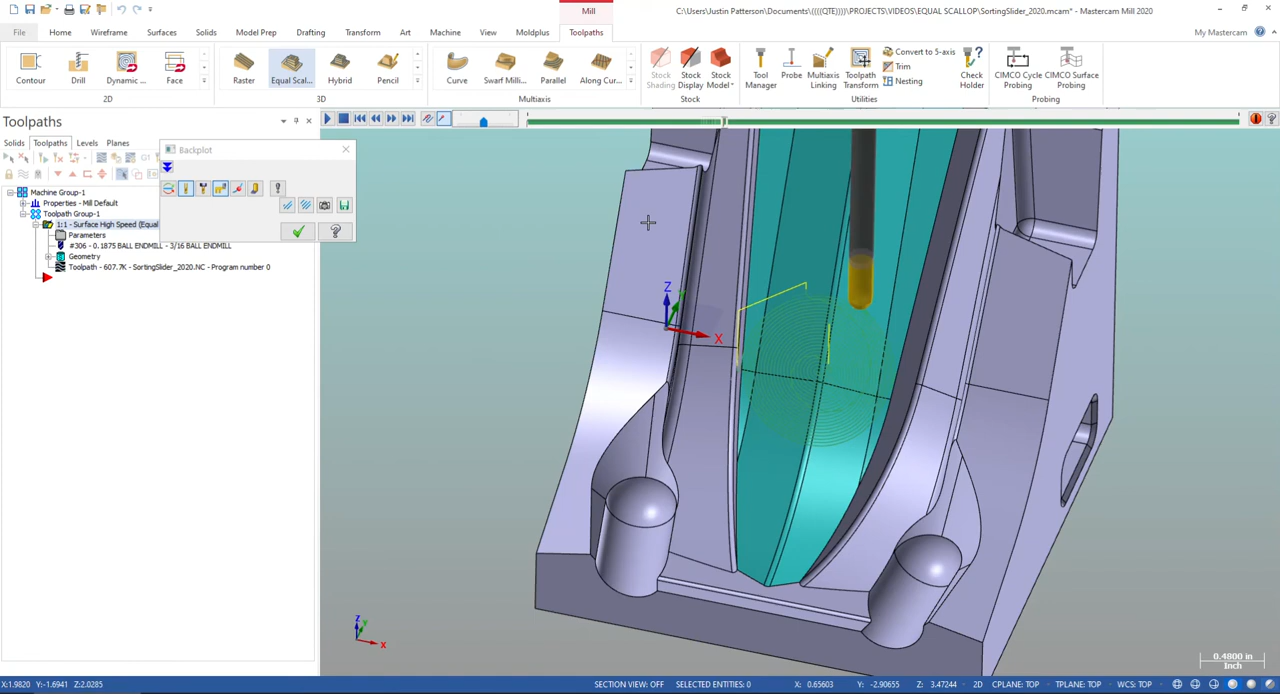 Mill
C:\Users\Justin Patterson\Documents\((((QTE))))\PROJECTS\VIDEOS\EQUAL SCALLOP\SortingSlider_2020.mcam* - Mastercam Mill 2020
File
Home
Wireframe
Surfaces
Solids
Model Prep
Drafting
Transform
Art
Machine
View
Moldplus
Toolpaths
My Mastercam
Contour
Drill
Dynamic ...
Face
2D
Raster
Equal Scal...
Hybrid
Pencil
3D
Curve
Swarf Milli...
Parallel
Along Cur...
Multiaxis
Stock Shading
Stock Display
Stock Model
Stock
Tool Manager
Probe
Multiaxis Linking
Toolpath Transform
Convert to 5-axis
Trim
Nesting
Check Holder
Utilities
CIMCO Cycle Probing
CIMCO Surface Probing
Probing
Toolpaths
Solids
Toolpaths
Levels
Planes
G1
Backplot
Machine Group-1
Properties - Mill Default
Toolpath Group-1
1:1 - Surface High Speed (Equal
Parameters
#306 - 0.1875 BALL ENDMILL - 3/16 BALL ENDMILL
Geometry
Toolpath - 607.7K - SortingSlider_2020.NC - Program number 0
Z
Y
X
Z
Y
X
0.4800 in
Inch
X:1.9820 Y:-1.6941 Z:2.0285
SECTION VIEW: OFF
SELECTED ENTITIES: 0
X: 0.65603
Y: -2.90655
Z: 3.47244
2D
CPLANE: TOP
TPLANE: TOP
WCS: TOP